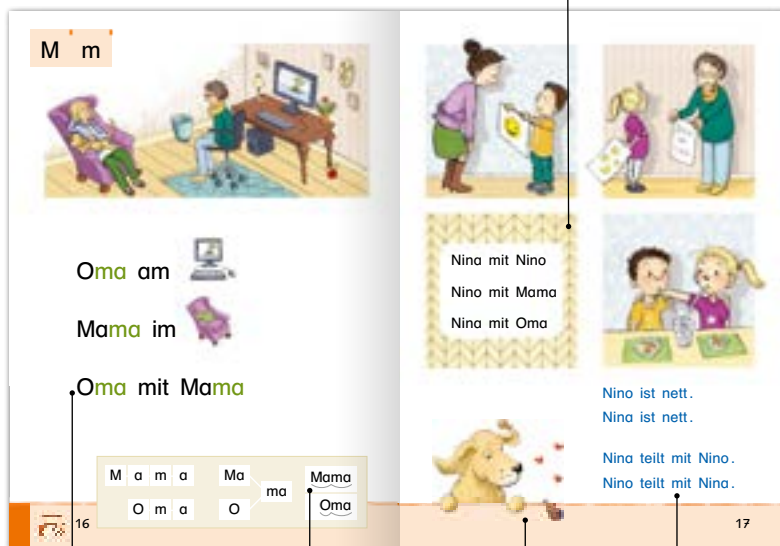 M m
Oma am
Mama im
Oma mit Mama
M a m a
O m a
Ma
O
ma
Mama
Oma
16
Nina mit Nino
Nino mit Mama
Nina mit Oma
Nino ist nett.
Nina ist nett.
Nina teilt mit Nino.
Nino teilt mit Nina.
17